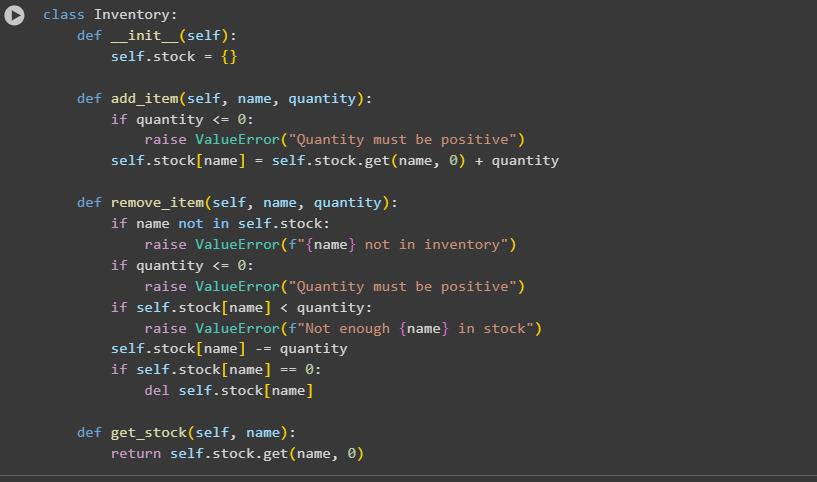 class Inventory:
    def __init__(self):
        self.stock = {}

    def add_item(self, name, quantity):
        if quantity <= 0:
            raise ValueError("Quantity must be positive")
        self.stock[name] = self.stock.get(name, 0) + quantity

    def remove_item(self, name, quantity):
        if name not in self.stock:
            raise ValueError(f"{name} not in inventory")
        if quantity <= 0:
            raise ValueError("Quantity must be positive")
        if self.stock[name] < quantity:
            raise ValueError(f"Not enough {name} in stock")
        self.stock[name] -= quantity
        if self.stock[name] == 0:
            del self.stock[name]

    def get_stock(self, name):
        return self.stock.get(name, 0)